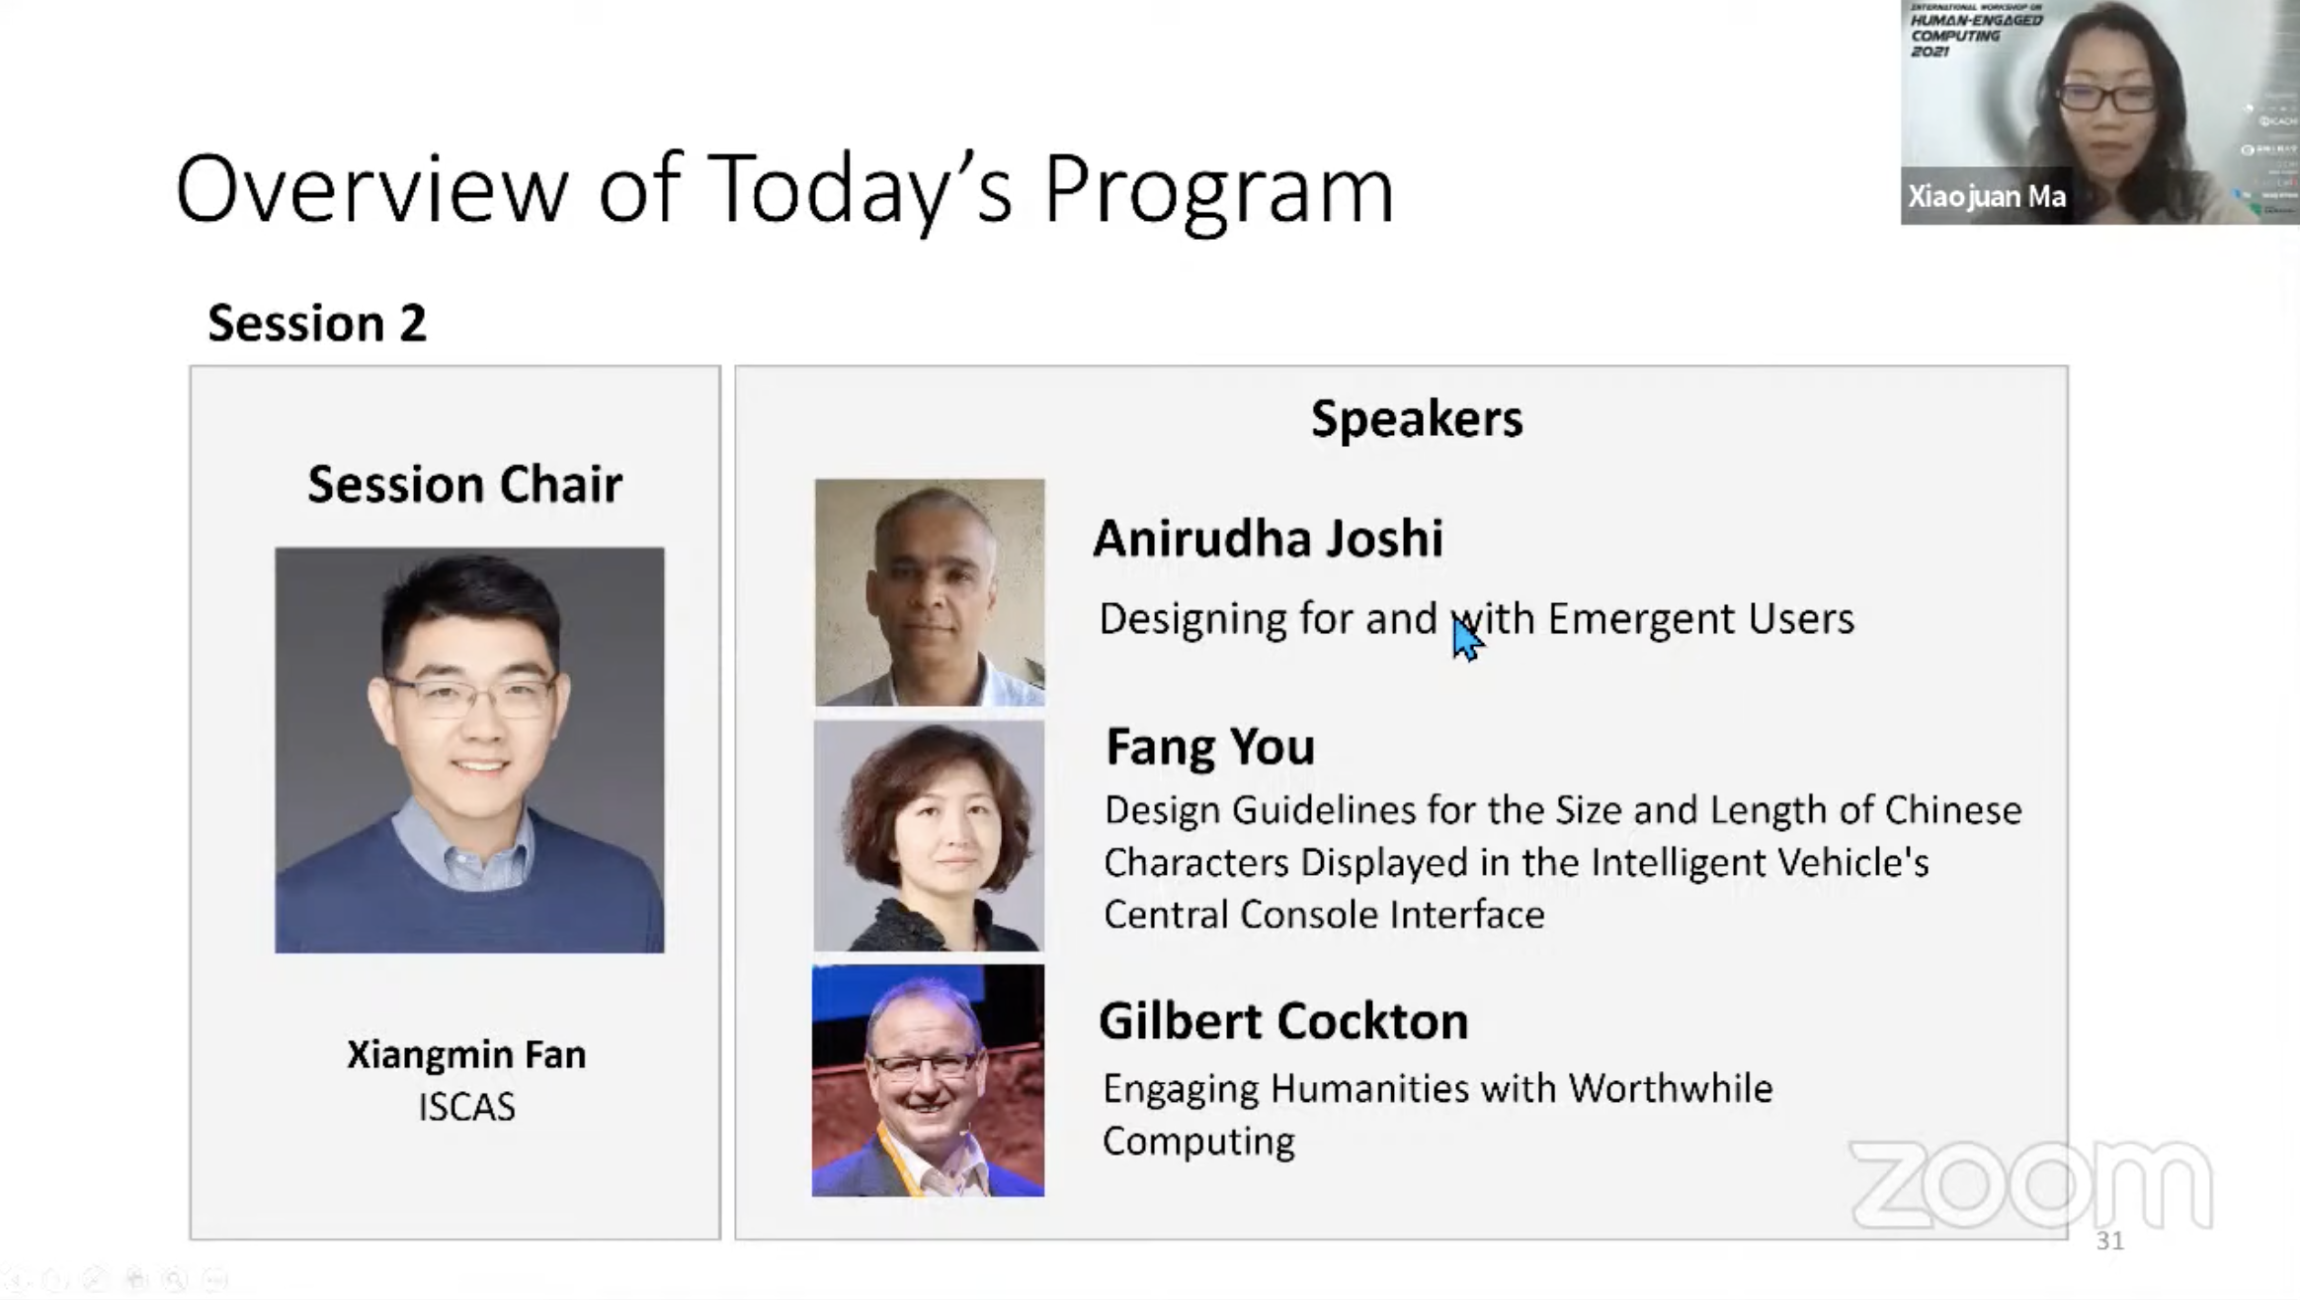 INTERNATIONAL WORKSHOP ON
HUMAN-ENGAGED
COMPUTING
2021
Xiaojuan Ma
Overview of Today’s Program
Session 2
Session Chair
Xiangmin Fan
ISCAS
Speakers
Anirudha Joshi
Designing for and with Emergent Users
Fang You
Design Guidelines for the Size and Length of Chinese
Characters Displayed in the Intelligent Vehicle's
Central Console Interface
Gilbert Cockton
Engaging Humanities with Worthwhile
Computing
zoom
31